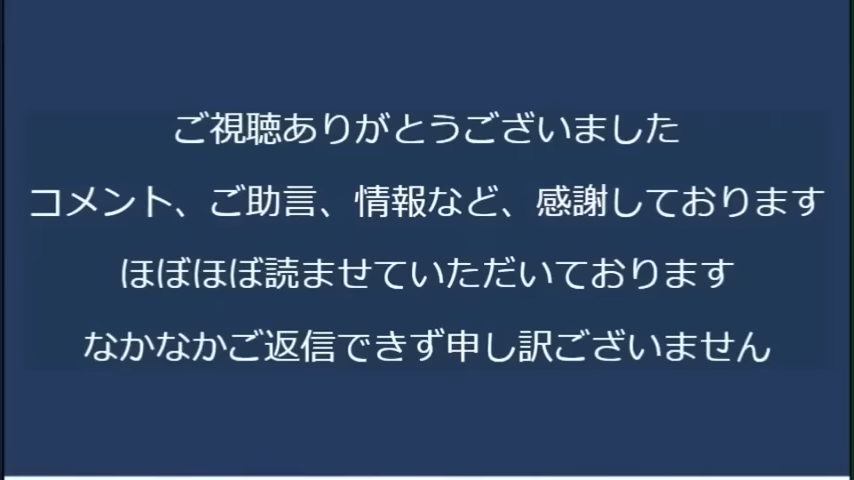 ご視聴ありがとうございました
コメント、ご助言、情報など、感謝しております
ほぼほぼ読ませていただいております
なかなかご返信できず申し訳ございません